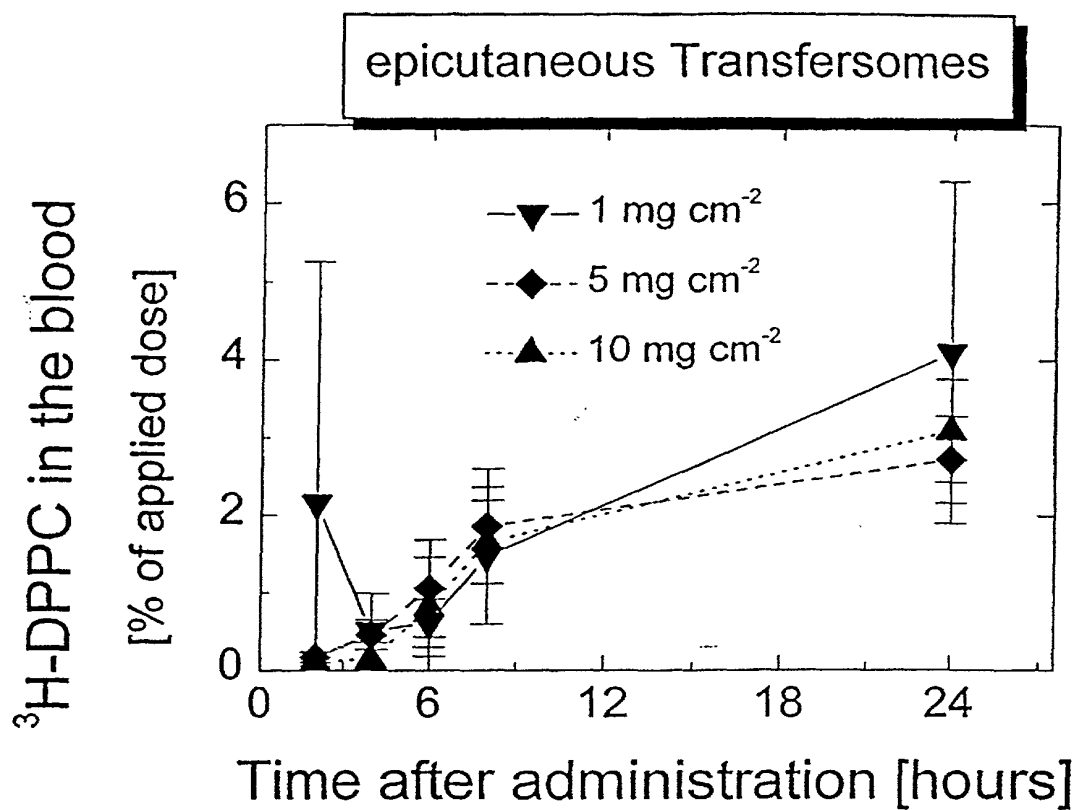 epicutaneous Transfersomes
³H-DPPC in the blood
[% of applied dose]
6
4
2
0
1 mg cm⁻²
5 mg cm⁻²
10 mg cm⁻²
0 6 12 18 24
Time after administration [hours]